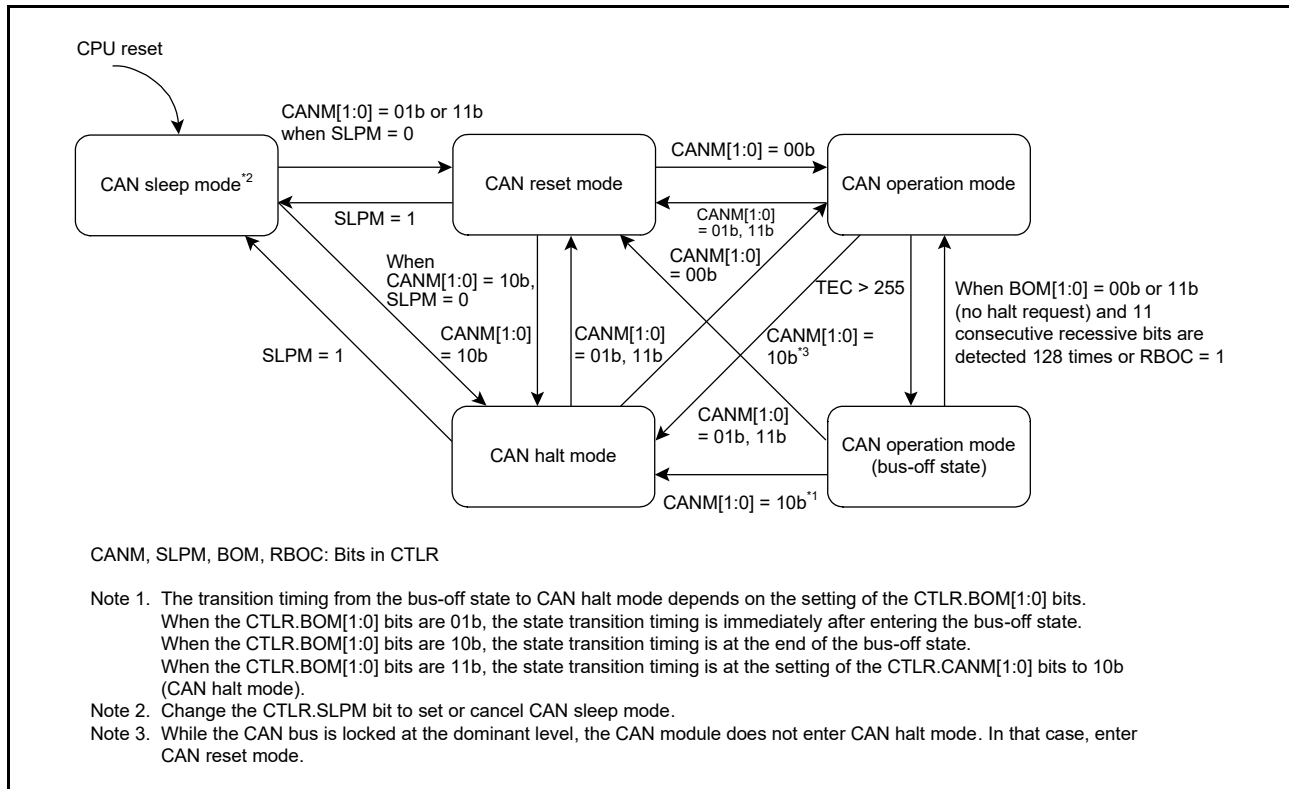 CPU reset
CANM[1:0] = 01b or 11b
when SLPM = 0
CAN sleep mode*2
CAN reset mode
CANM[1:0] = 00b
CAN operation mode
SLPM = 1
CANM[1:0]
= 01b, 11b
When
CANM[1:0] = 10b,
SLPM = 0
CANM[1:0]
= 00b
CANM[1:0]
= 10b
CANM[1:0]
= 01b, 11b
TEC > 255
CANM[1:0] =
10b*3
When BOM[1:0] = 00b or 11b
(no halt request) and 11
consecutive recessive bits are
detected 128 times or RBOC = 1
SLPM = 1
CANM[1:0]
= 01b, 11b
CAN halt mode
CAN operation mode
(bus-off state)
CANM[1:0] = 10b*1
CANM, SLPM, BOM, RBOC: Bits in CTLR
Note 1. The transition timing from the bus-off state to CAN halt mode depends on the setting of the CTLR.BOM[1:0] bits.
When the CTLR.BOM[1:0] bits are 01b, the state transition timing is immediately after entering the bus-off state.
When the CTLR.BOM[1:0] bits are 10b, the state transition timing is at the end of the bus-off state.
When the CTLR.BOM[1:0] bits are 11b, the state transition timing is at the setting of the CTLR.CANM[1:0] bits to 10b
(CAN halt mode).
Note 2. Change the CTLR.SLPM bit to set or cancel CAN sleep mode.
Note 3. While the CAN bus is locked at the dominant level, the CAN module does not enter CAN halt mode. In that case, enter
CAN reset mode.